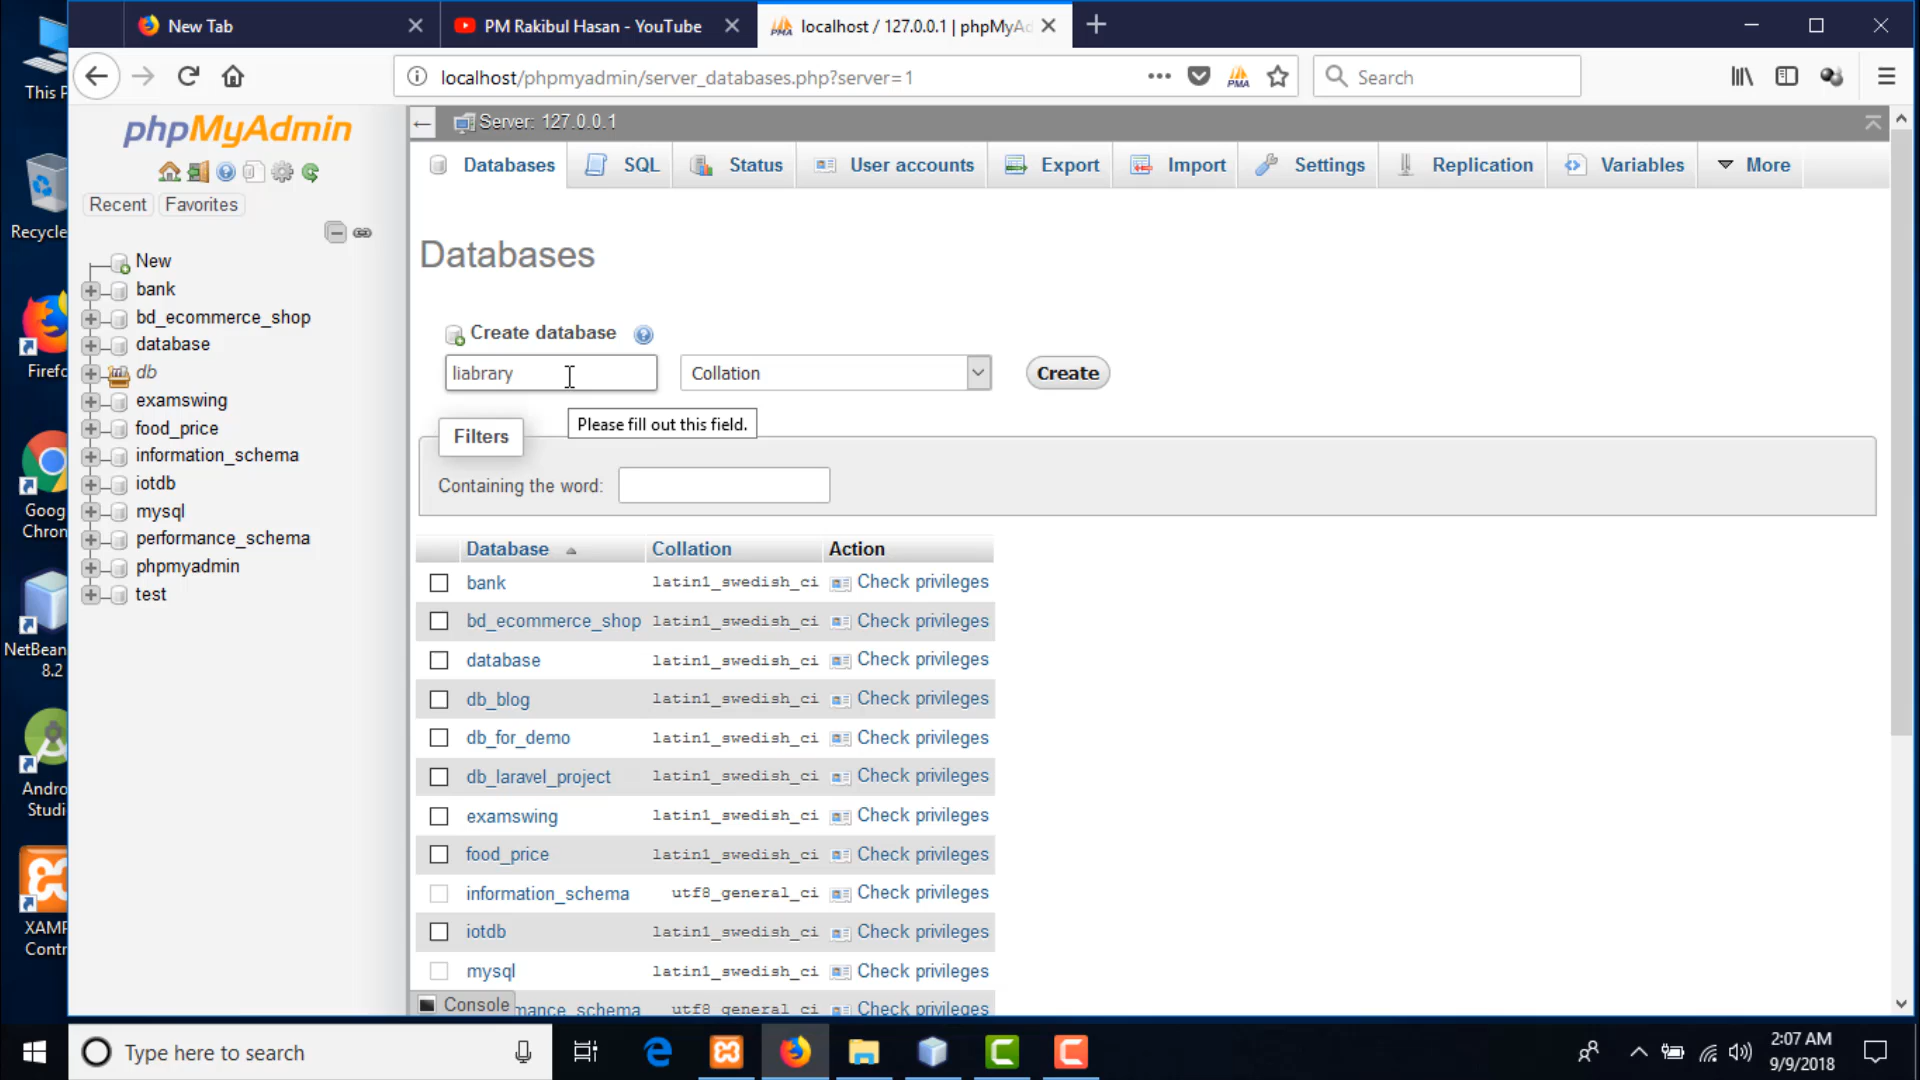 New Tab
PM Rakibul Hasan - YouTube
localhost / 127.0.0.1 | phpMyAd
localhost/phpmyadmin/server_databases.php?server=1
PMA
Search
This P
Recycle
Firefo
Goog
Chron
NetBean
8.2
Andro
Studi
XAMP
Contr
phpMyAdmin
Recent
Favorites
New
bank
bd_ecommerce_shop
database
db
examswing
food_price
information_schema
iotdb
mysql
performance_schema
phpmyadmin
test
Server: 127.0.0.1
Databases
SQL
Status
User accounts
Export
Import
Settings
Replication
Variables
More
Databases
Create database
liabrary
Collation
Create
Please fill out this field.
Filters
Containing the word:
Database Collation Action
bank latin1_swedish_ci Check privileges
bd_ecommerce_shop latin1_swedish_ci Check privileges
database latin1_swedish_ci Check privileges
db_blog latin1_swedish_ci Check privileges
db_for_demo latin1_swedish_ci Check privileges
db_laravel_project latin1_swedish_ci Check privileges
examswing latin1_swedish_ci Check privileges
food_price latin1_swedish_ci Check privileges
information_schema utf8_general_ci Check privileges
iotdb latin1_swedish_ci Check privileges
mysql latin1_swedish_ci Check privileges
mance_schema utf8_general_ci Check privileges
Console
Type here to search
2:07 AM
9/9/2018